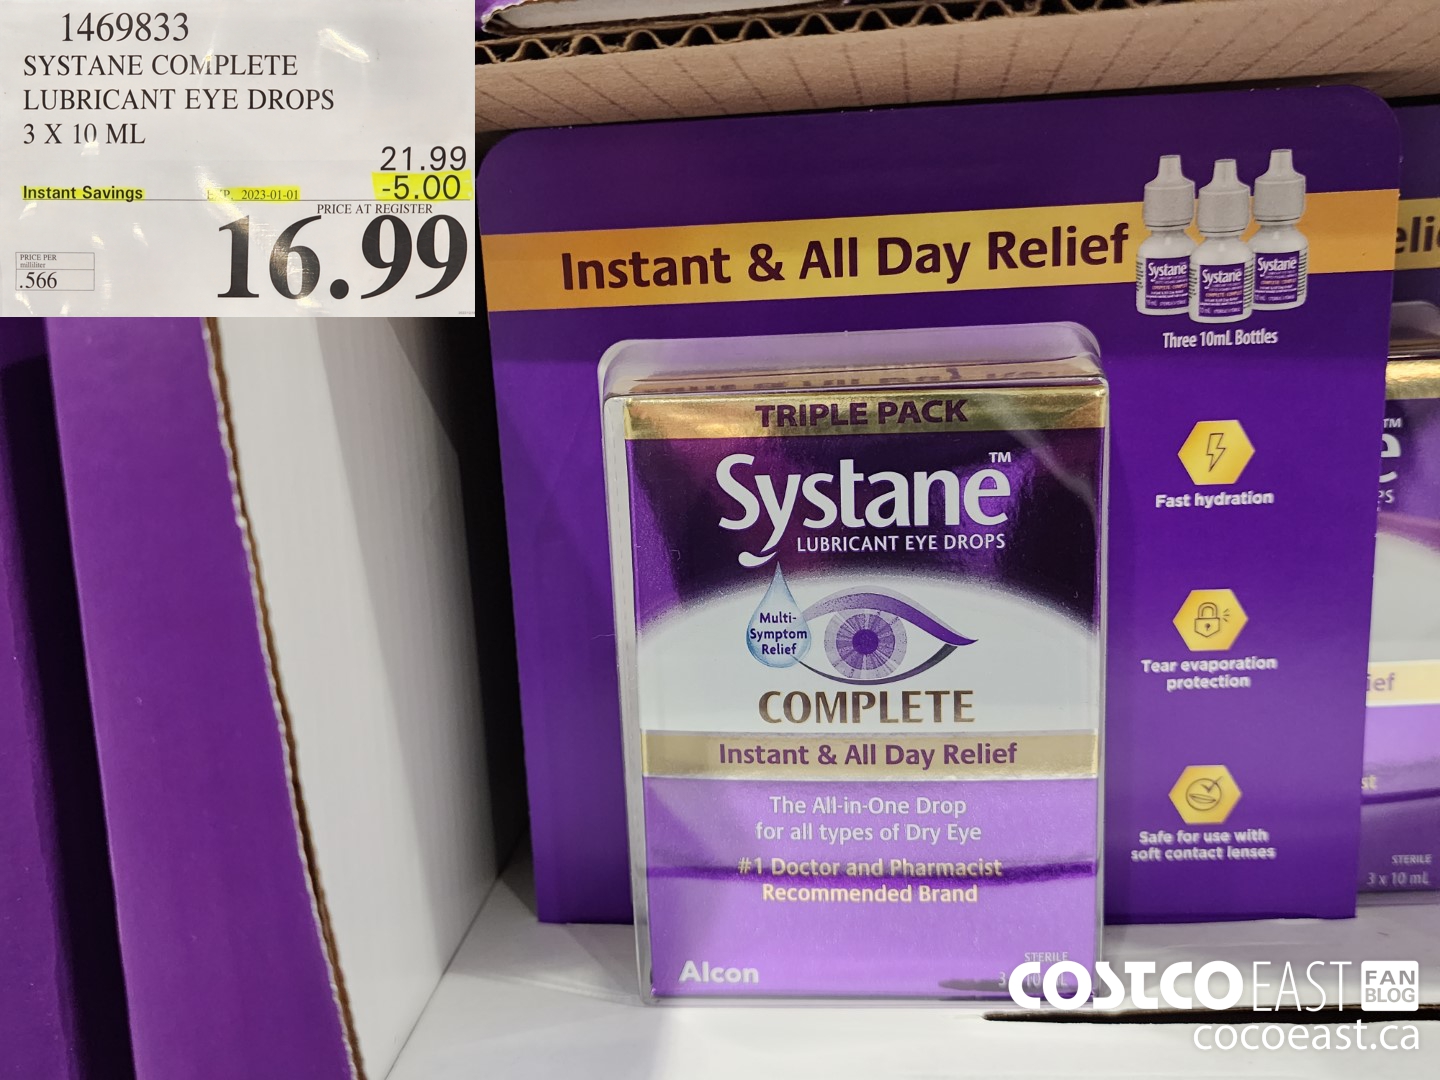 1469833
SYSTANE COMPLETE
LUBRICANT EYE DROPS
3 X 10 ML
21.99
Instant Savings
EXP. 2023-01-01
-5.00
PRICE AT REGISTER
16.99
PRICE PER
milliliter
.566
Instant & All Day Relief
Systane
Systane
Systane
Three 10mL Bottles
TRIPLE PACK
Systane™
LUBRICANT EYE DROPS
Multi-
Symptom
Relief
COMPLETE
Instant & All Day Relief
The All-in-One Drop
for all types of Dry Eye
#1 Doctor and Pharmacist
Recommended Brand
Alcon
STERILE
Fast hydration
Tear evaporation
protection
Safe for use with
soft contact lenses
STERILE
3 x 10 mL
COSTCO EAST FAN
BLOG
cocoeast.ca